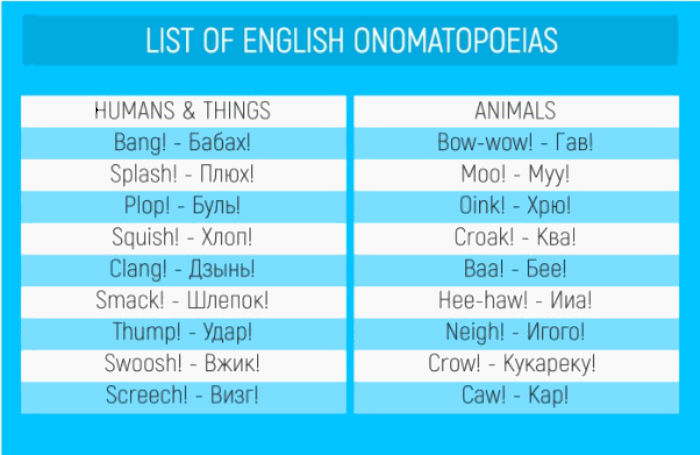 LIST OF ENGLISH ONOMATOPOEIAS
HUMANS & THINGS
Bang! - Бабах!
Splash! - Плюх!
Plop! - Буль!
Squish! - Хлоп!
Clang! - Дзынь!
Smack! - Шлепок!
Thump! - Удар!
Swoosh! - Вжик!
Screech! - Визг!
ANIMALS
Bow-wow! - Гав!
Moo! - Муу!
Oink! - Хрю!
Croak! - Ква!
Baa! - Бее!
Hee-haw! - Ииа!
Neigh! - Игого!
Crow! - Кукареку!
Caw! - Кар!